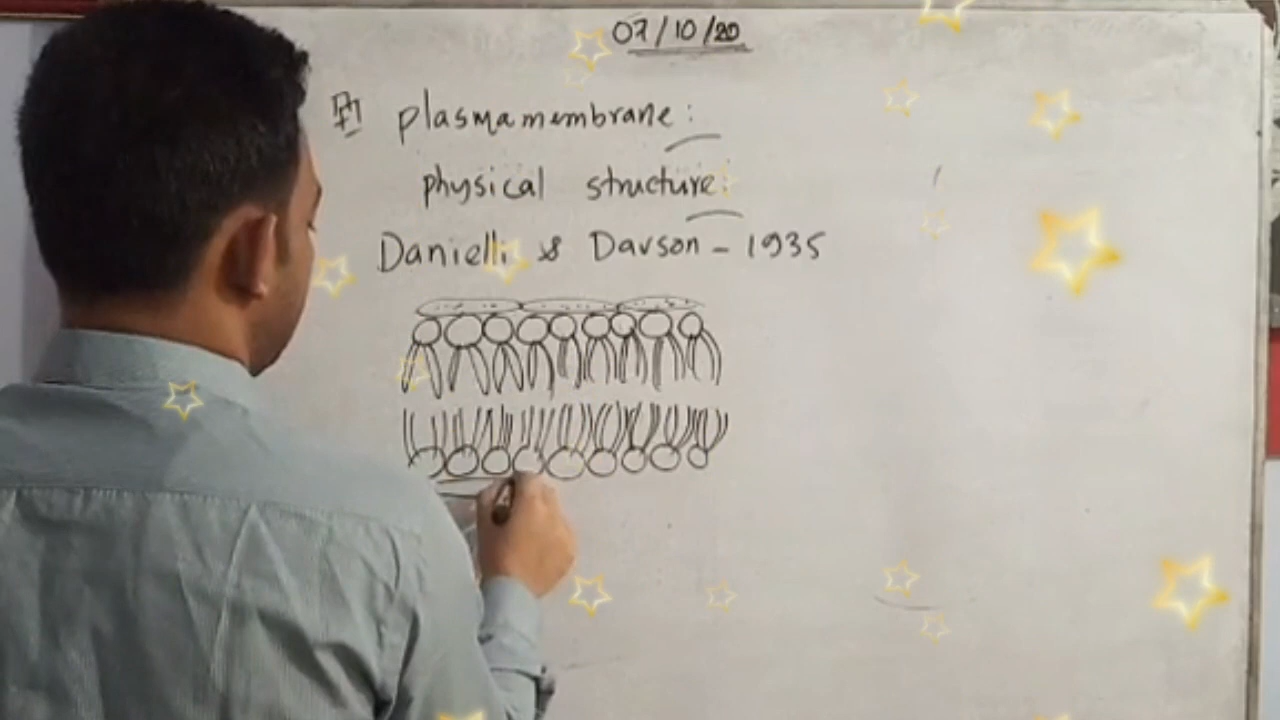 07/10/20
plasmamembrane:
physical structure:
Danielli & Davson - 1935